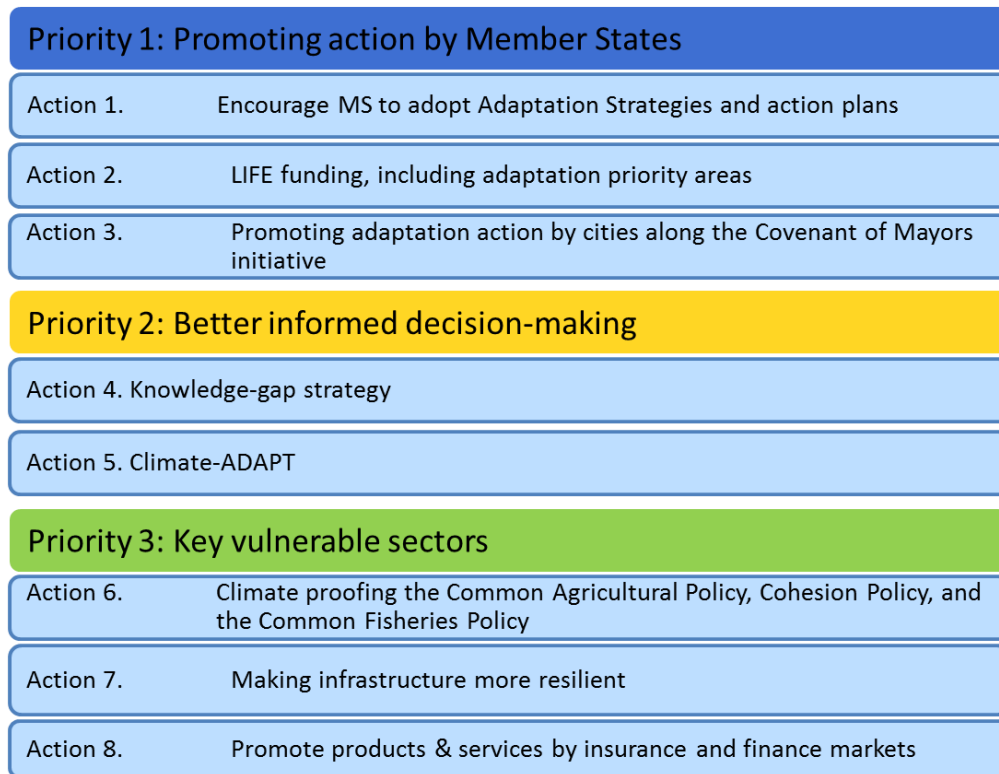 Priority 1: Promoting action by Member States
Action 1. Encourage MS to adopt Adaptation Strategies and action plans
Action 2. LIFE funding, including adaptation priority areas
Action 3. Promoting adaptation action by cities along the Covenant of Mayors
initiative
Priority 2: Better informed decision-making
Action 4. Knowledge-gap strategy
Action 5. Climate-ADAPT
Priority 3: Key vulnerable sectors
Action 6. Climate proofing the Common Agricultural Policy, Cohesion Policy, and
the Common Fisheries Policy
Action 7. Making infrastructure more resilient
Action 8. Promote products & services by insurance and finance markets